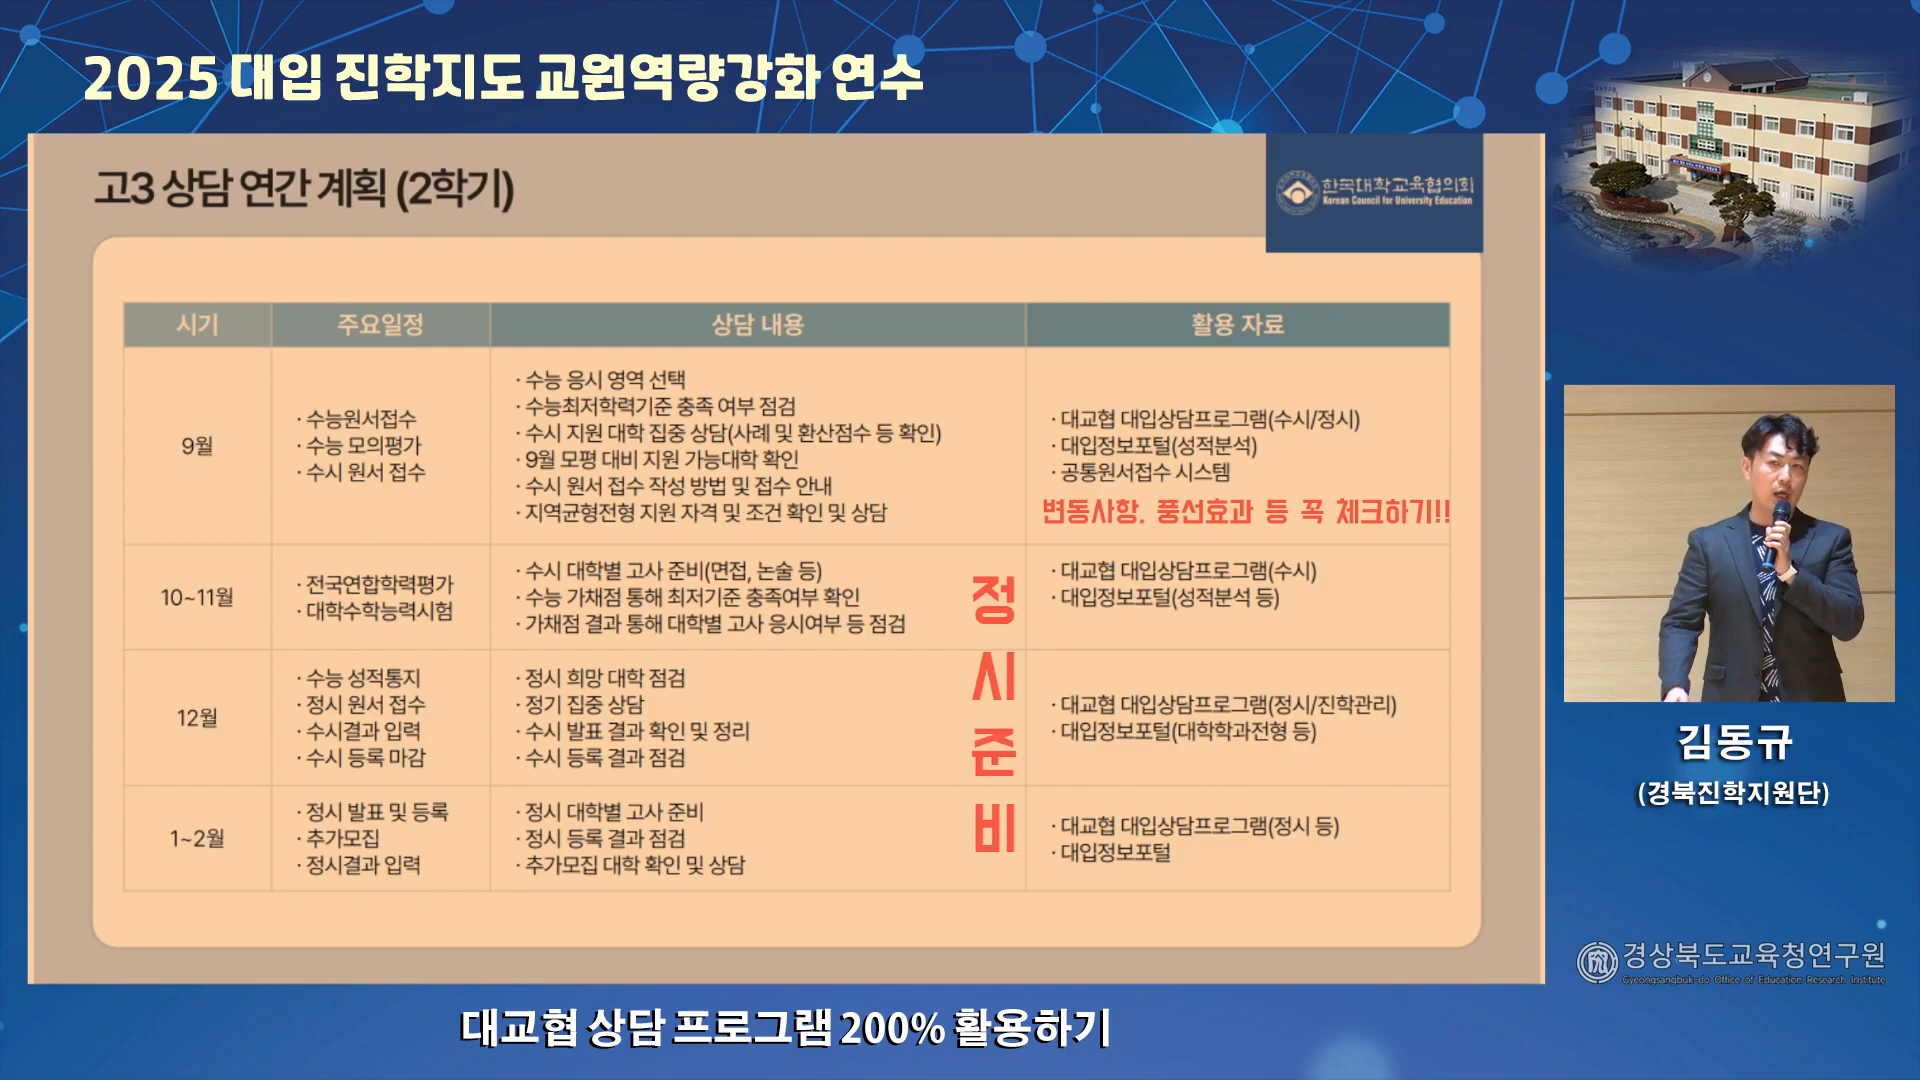 2025 대입 진학지도 교원역량강화 연수
고3 상담 연간 계획 (2학기)
한국대학교육협의회
Korean Council for University Education
시기 주요일정 상담 내용 활용 자료
9월
· 수능원서접수
· 수능 모의평가
· 수시 원서 접수
· 수능 응시 영역 선택
· 수능최저학력기준 충족 여부 점검
· 수시 지원 대학 집중 상담(사례 및 환산점수 등 확인)
· 9월 모평 대비 지원 가능대학 확인
· 수시 원서 접수 작성 방법 및 접수 안내
· 지역균형전형 지원 자격 및 조건 확인 및 상담
· 대교협 대입상담프로그램(수시/정시)
· 대입정보포털(성적분석)
· 공통원서접수 시스템
변동사항, 풍선효과 등 꼭 체크하기!!
10~11월
· 전국연합학력평가
· 대학수학능력시험
· 수시 대학별 고사 준비(면접, 논술 등)
· 수능 가채점 통해 최저기준 충족여부 확인
· 가채점 결과 통해 대학별 고사 응시여부 등 점검
· 대교협 대입상담프로그램(수시)
· 대입정보포털(성적분석 등)
12월
· 수능 성적통지
· 정시 원서 접수
· 수시결과 입력
· 수시 등록 마감
· 정시 희망 대학 점검
· 정기 집중 상담
· 수시 발표 결과 확인 및 정리
· 수시 등록 결과 점검
· 대교협 대입상담프로그램(정시/진학관리)
· 대입정보포털(대학학과전형 등)
1~2월
· 정시 발표 및 등록
· 추가모집
· 정시결과 입력
· 정시 대학별 고사 준비
· 정시 등록 결과 점검
· 추가모집 대학 확인 및 상담
· 대교협 대입상담프로그램(정시 등)
· 대입정보포털
정
시
준
비
김동규
(경북진학지원단)
경상북도교육청연구원
Gyeongsangbuk-do Office of Education Research Institute
대교협 상담 프로그램 200% 활용하기